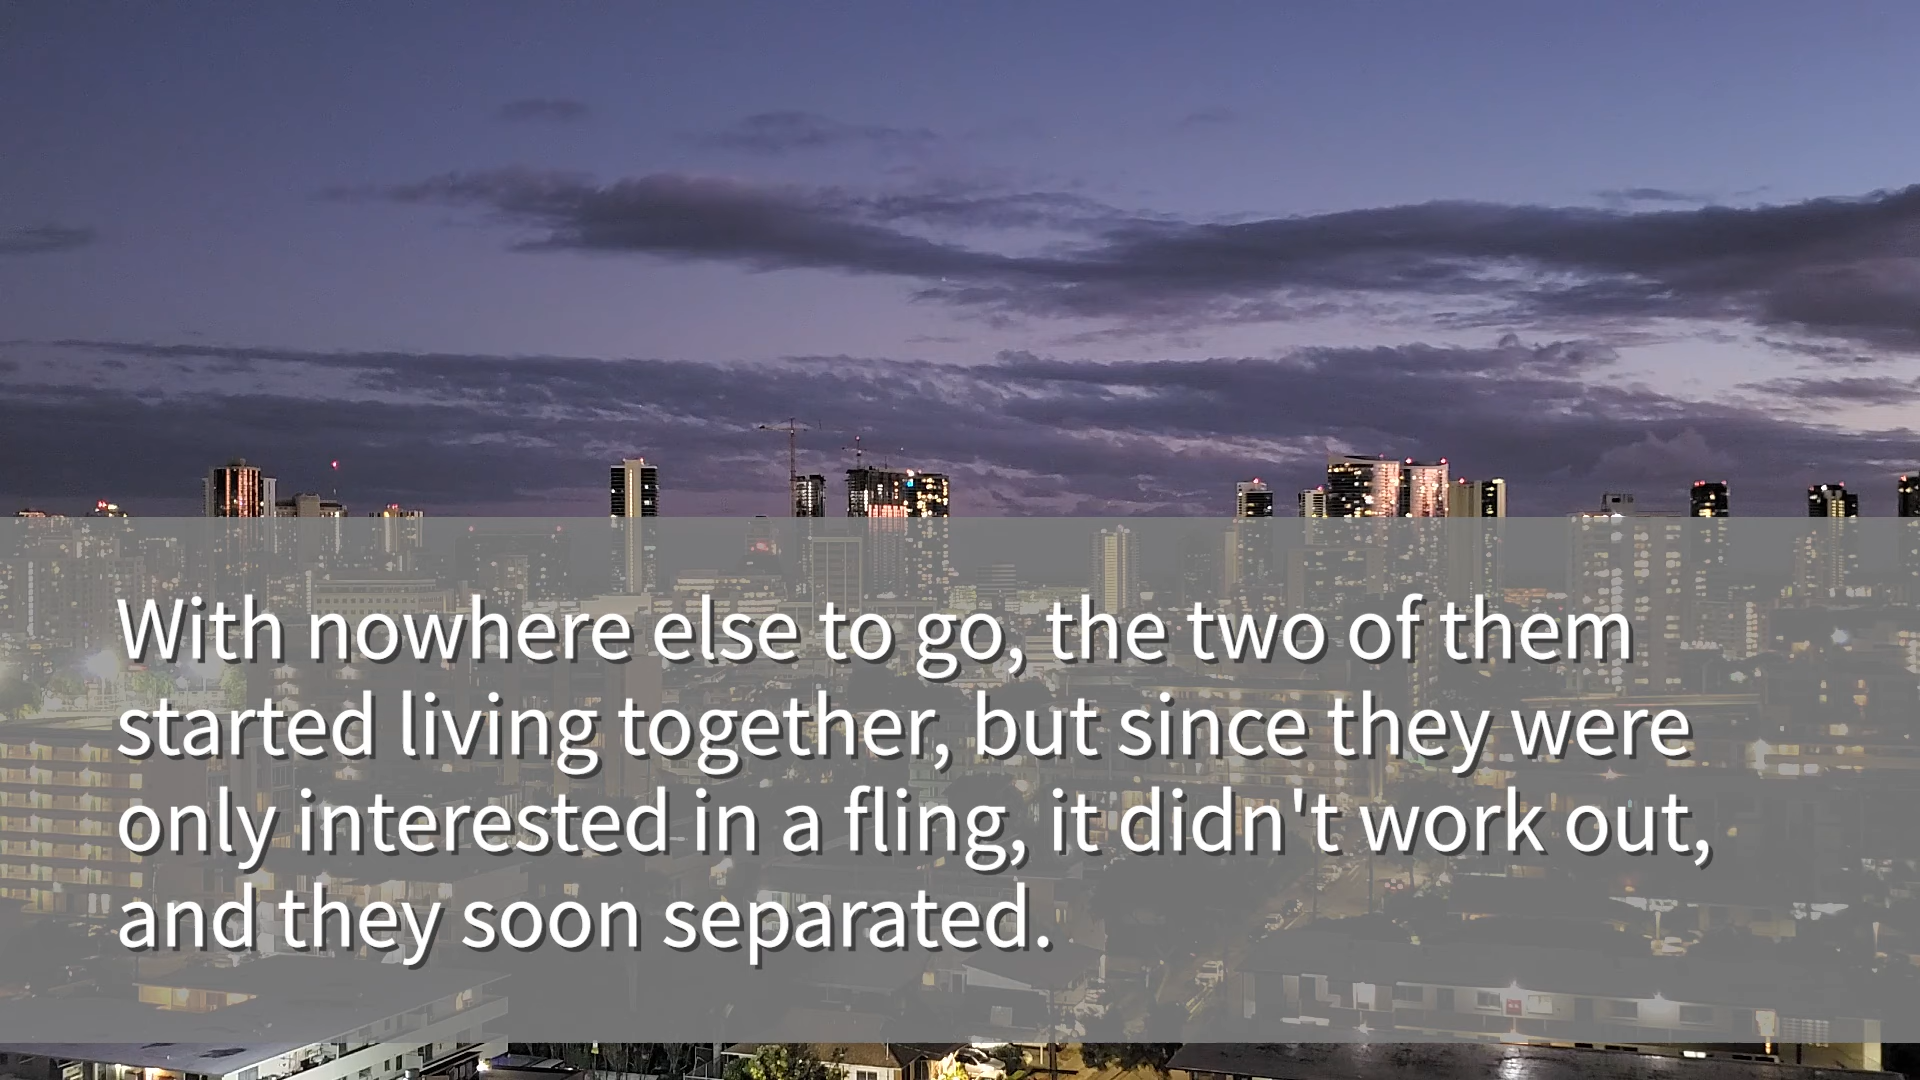 With nowhere else to go, the two of them
started living together, but since they were
only interested in a fling, it didn't work out,
and they soon separated.